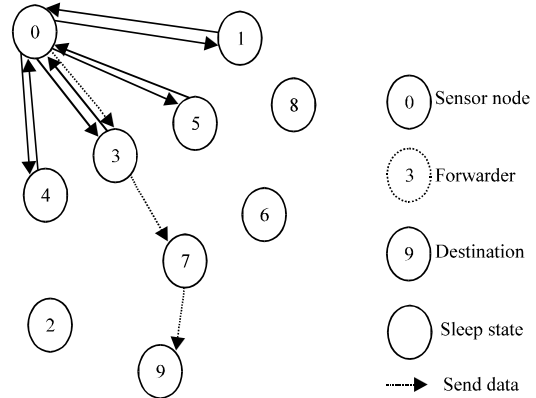 0
1
8
5
3
4
6
7
2
9
0 Sensor node
3 Forwarder
9 Destination
Sleep state
Send data